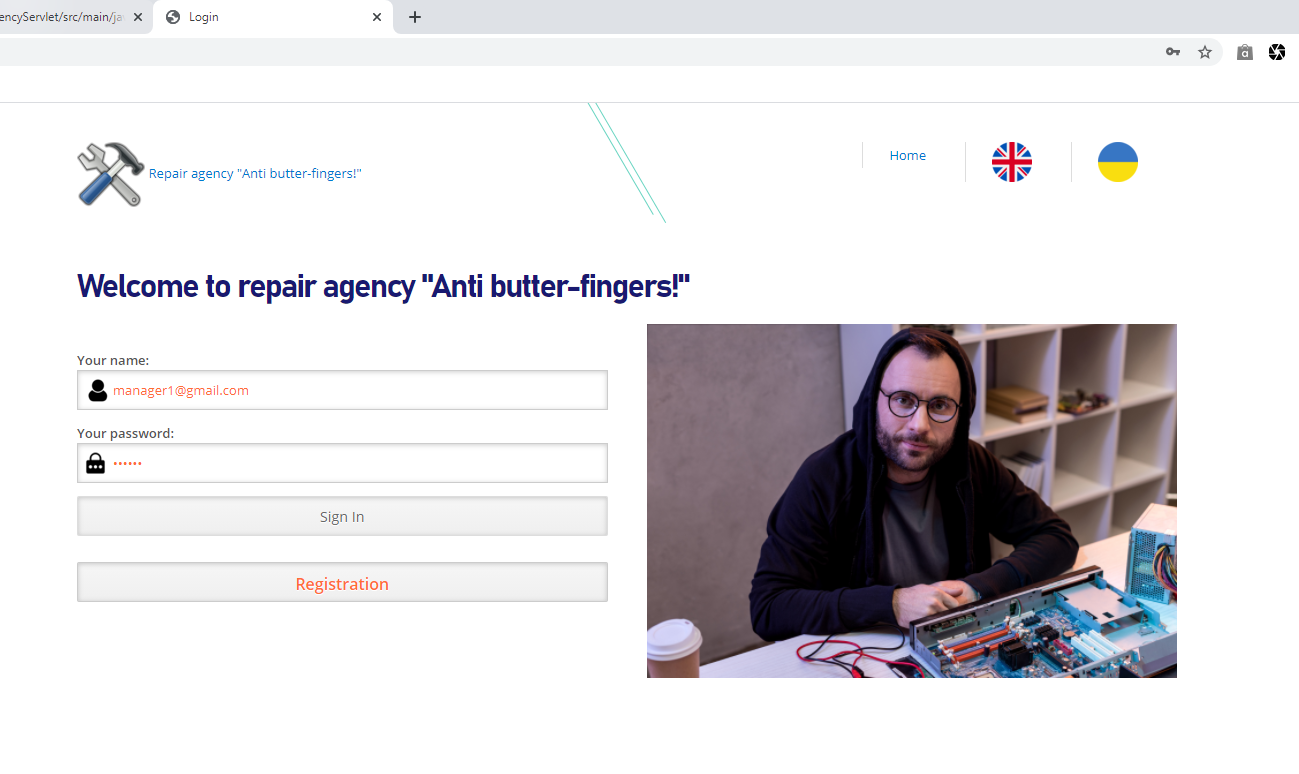 encyServlet/src/main/ja
Login
Repair agency "Anti butter-fingers!"
Home
Welcome to repair agency "Anti butter-fingers!"
Your name:
manager1@gmail.com
Your password:
••••••
Sign In
Registration